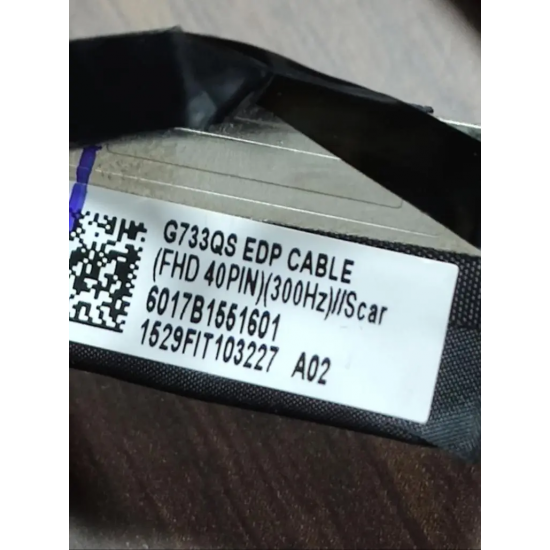 G733QS EDP CABLE
(FHD 40PIN)(300Hz)//Scar
6017B1551601
1529FIT103227 A02